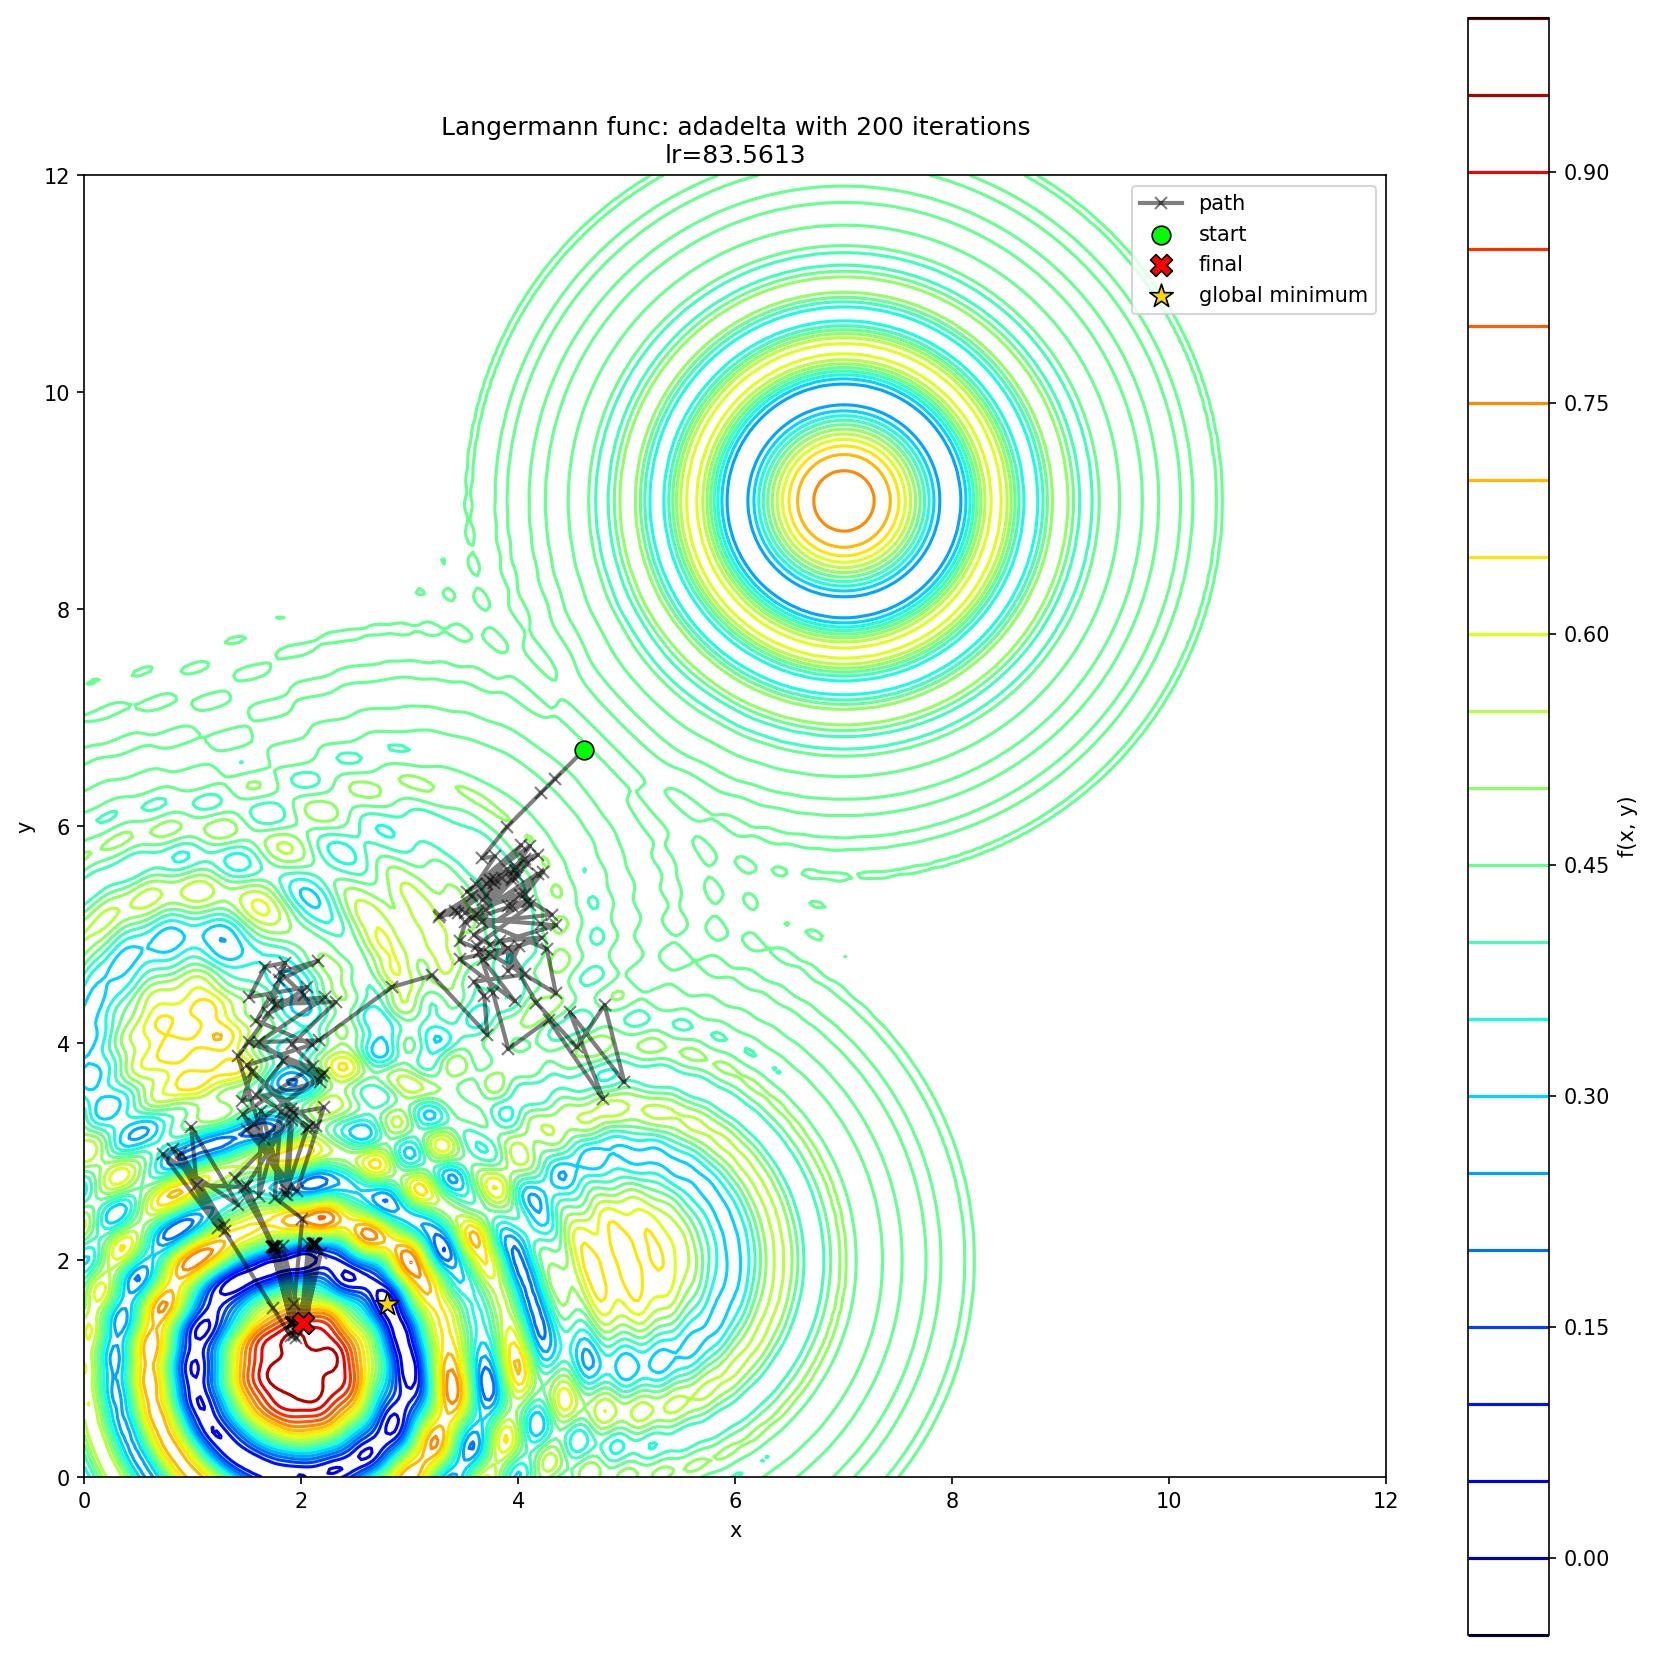 Langermann func: adadelta with 200 iterations
lr=83.5613
path
start
final
global minimum
12
10
8
6
4
2
0
y
0 2 4 6 8 10 12
x
0.90
0.75
0.60
0.45
0.30
0.15
0.00
f(x, y)